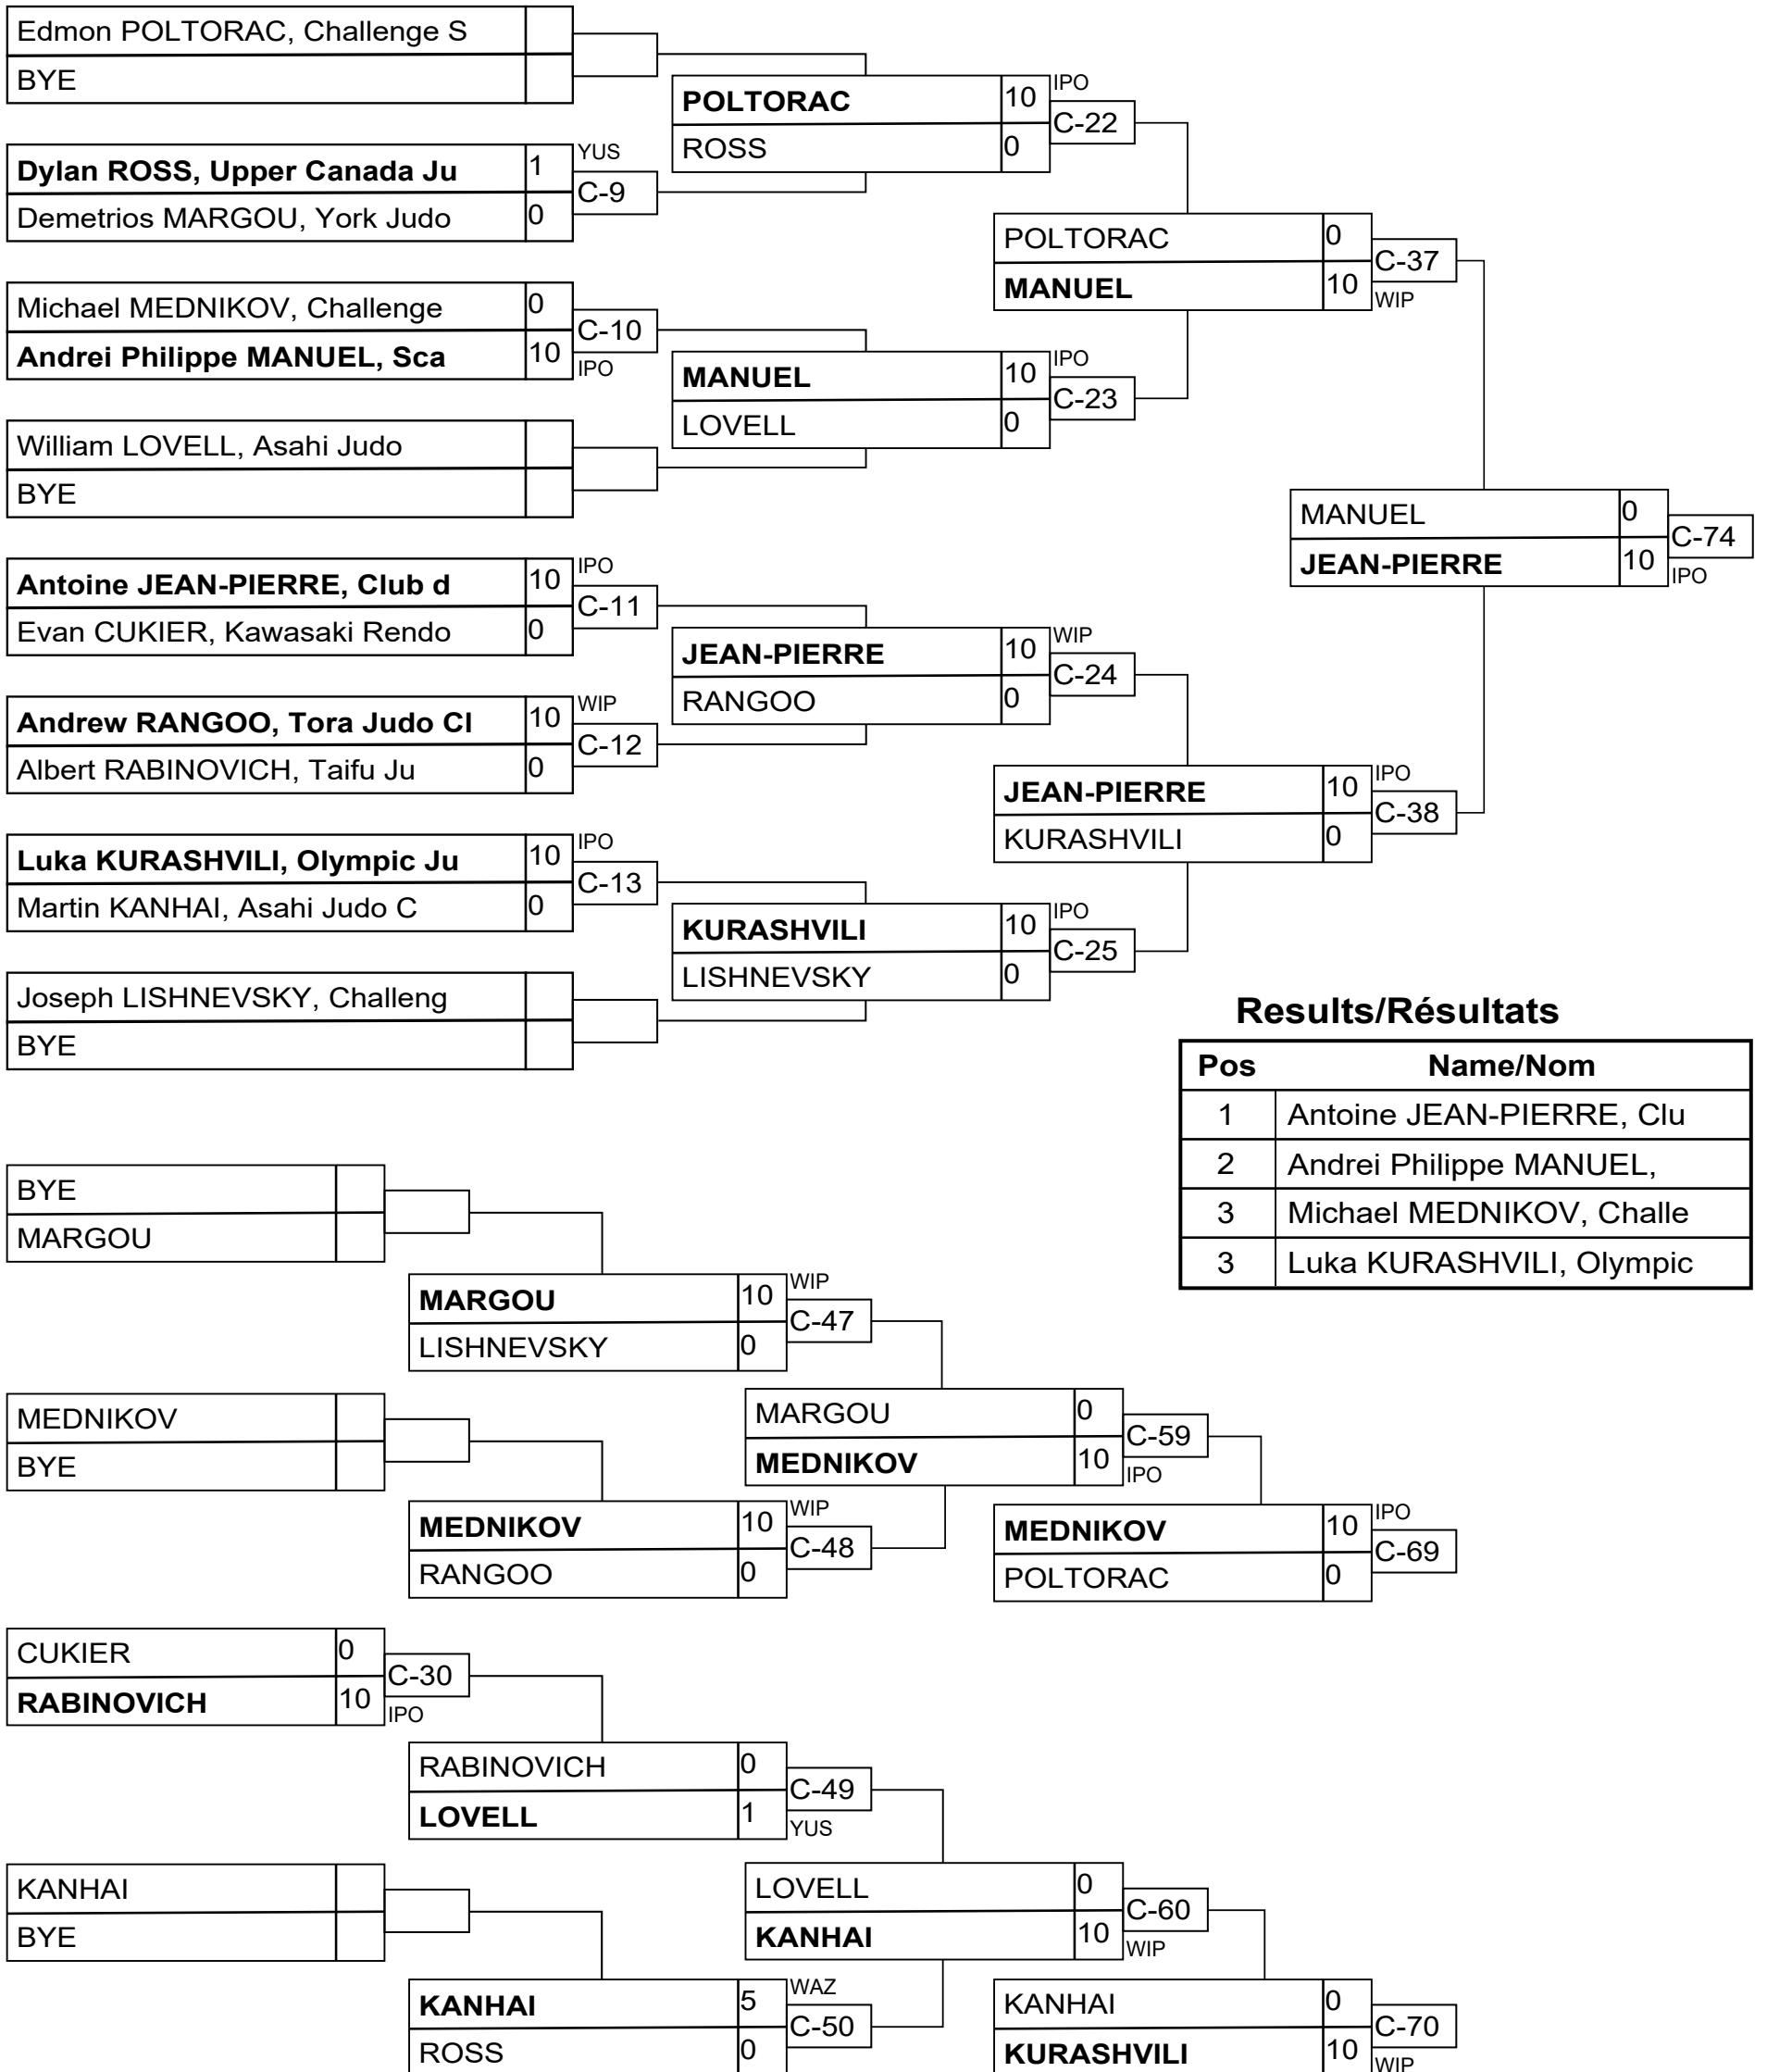 Edmon POLTORAC, Challenge S
BYE
Dylan ROSS, Upper Canada Ju 1 YUS
C-9
Demetrios MARGOU, York Judo 0
Michael MEDNIKOV, Challenge 0
C-10
Andrei Philippe MANUEL, Sca 10 IPO
William LOVELL, Asahi Judo
BYE
Antoine JEAN-PIERRE, Club d 10 IPO
C-11
Evan CUKIER, Kawasaki Rendo 0
Andrew RANGOO, Tora Judo Cl 10 WIP
C-12
Albert RABINOVICH, Taifu Ju 0
Luka KURASHVILI, Olympic Ju 10 IPO
C-13
Martin KANHAI, Asahi Judo C 0
Joseph LISHNEVSKY, Challeng
BYE
POLTORAC 10 IPO
C-22
ROSS 0
MANUEL 10 IPO
C-23
LOVELL 0
JEAN-PIERRE 10 WIP
C-24
RANGOO 0
KURASHVILI 10 IPO
C-25
LISHNEVSKY 0
POLTORAC 0
C-37
MANUEL 10 WIP
JEAN-PIERRE 10 IPO
C-38
KURASHVILI 0
MANUEL 0
C-74
JEAN-PIERRE 10 IPO
Results/Résultats
Pos Name/Nom
1 Antoine JEAN-PIERRE, Clu
2 Andrei Philippe MANUEL,
3 Michael MEDNIKOV, Challe
3 Luka KURASHVILI, Olympic
BYE
MARGOU
MEDNIKOV
BYE
MARGOU 10 WIP
C-47
LISHNEVSKY 0
MEDNIKOV 10 WIP
C-48
RANGOO 0
MARGOU 0
C-59
MEDNIKOV 10 IPO
MEDNIKOV 10 IPO
C-69
POLTORAC 0
CUKIER 0
C-30
RABINOVICH 10 IPO
KANHAI
BYE
RABINOVICH 0
C-49
LOVELL 1 YUS
KANHAI 5 WAZ
C-50
ROSS 0
LOVELL 0
C-60
KANHAI 10 WIP
KANHAI 0
C-70
KURASHVILI 10 WIP